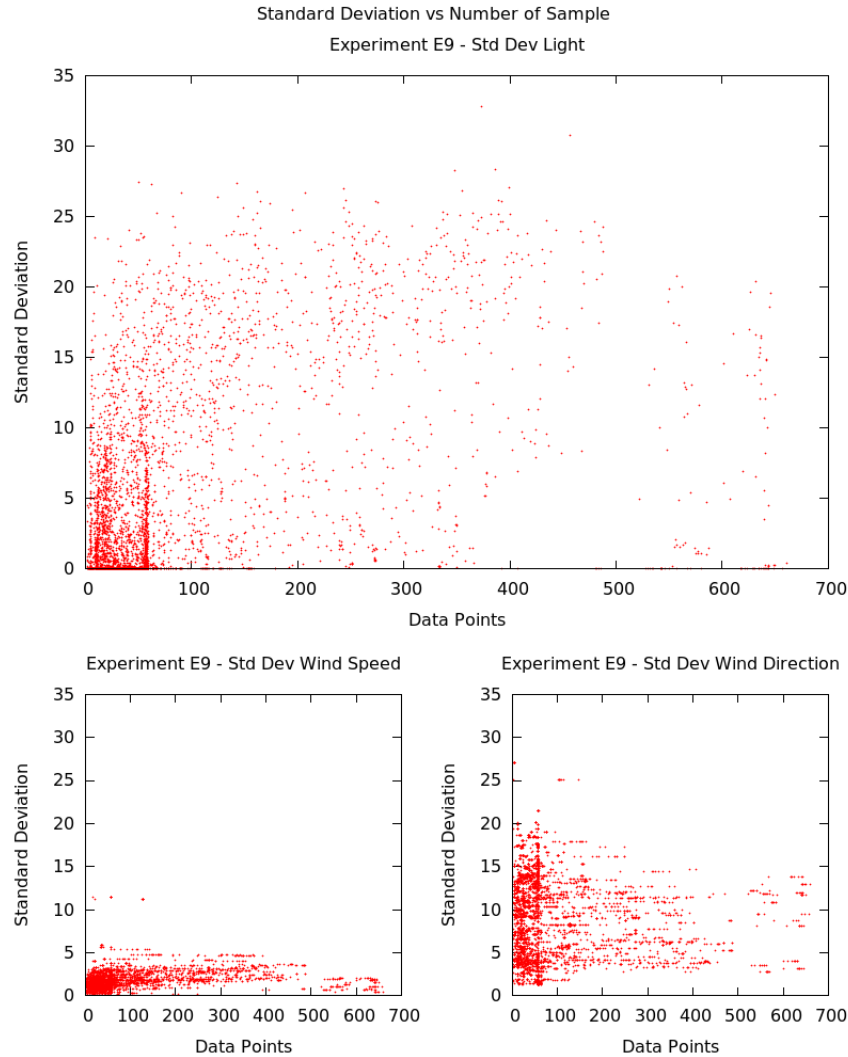 Standard Deviation vs Number of Sample
Experiment E9 - Std Dev Light
35
30
25
20
15
10
5
0
Standard Deviation
0 100 200 300 400 500 600 700
Data Points
Experiment E9 - Std Dev Wind Speed
35
30
25
20
15
10
5
0
Standard Deviation
0 100 200 300 400 500 600 700
Data Points
Experiment E9 - Std Dev Wind Direction
35
30
25
20
15
10
5
0
Standard Deviation
0 100 200 300 400 500 600 700
Data Points